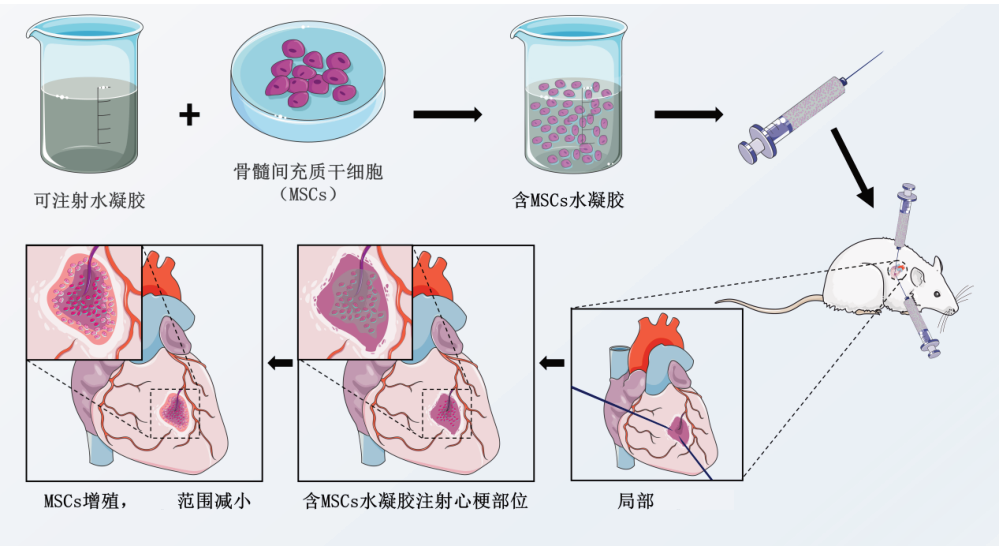 骨髓间充质干细胞
（MSCs）
可注射水凝胶
含MSCs水凝胶
MSCs增殖， 范围减小
含MSCs水凝胶注射心梗部位
局部